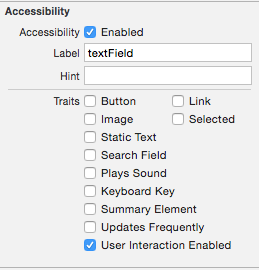 Accessibility
Accessibility Enabled
Label textField
Hint
Traits Button Link
Image Selected
Static Text
Search Field
Plays Sound
Keyboard Key
Summary Element
Updates Frequently
User Interaction Enabled